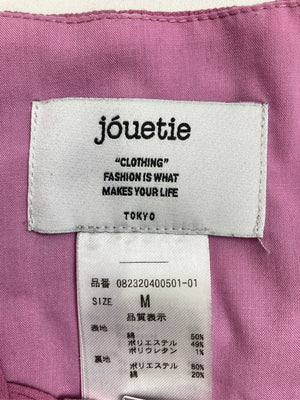 jóuetie
"CLOTHING"
FASHION IS WHAT
MAKES YOUR LIFE
TOKYO
品番 082320400501-01
SIZE M
品質表示
表地 綿 50%
ポリエステル 49%
ポリウレタン 1%
裏地 ポリエステル 80%
綿 20%